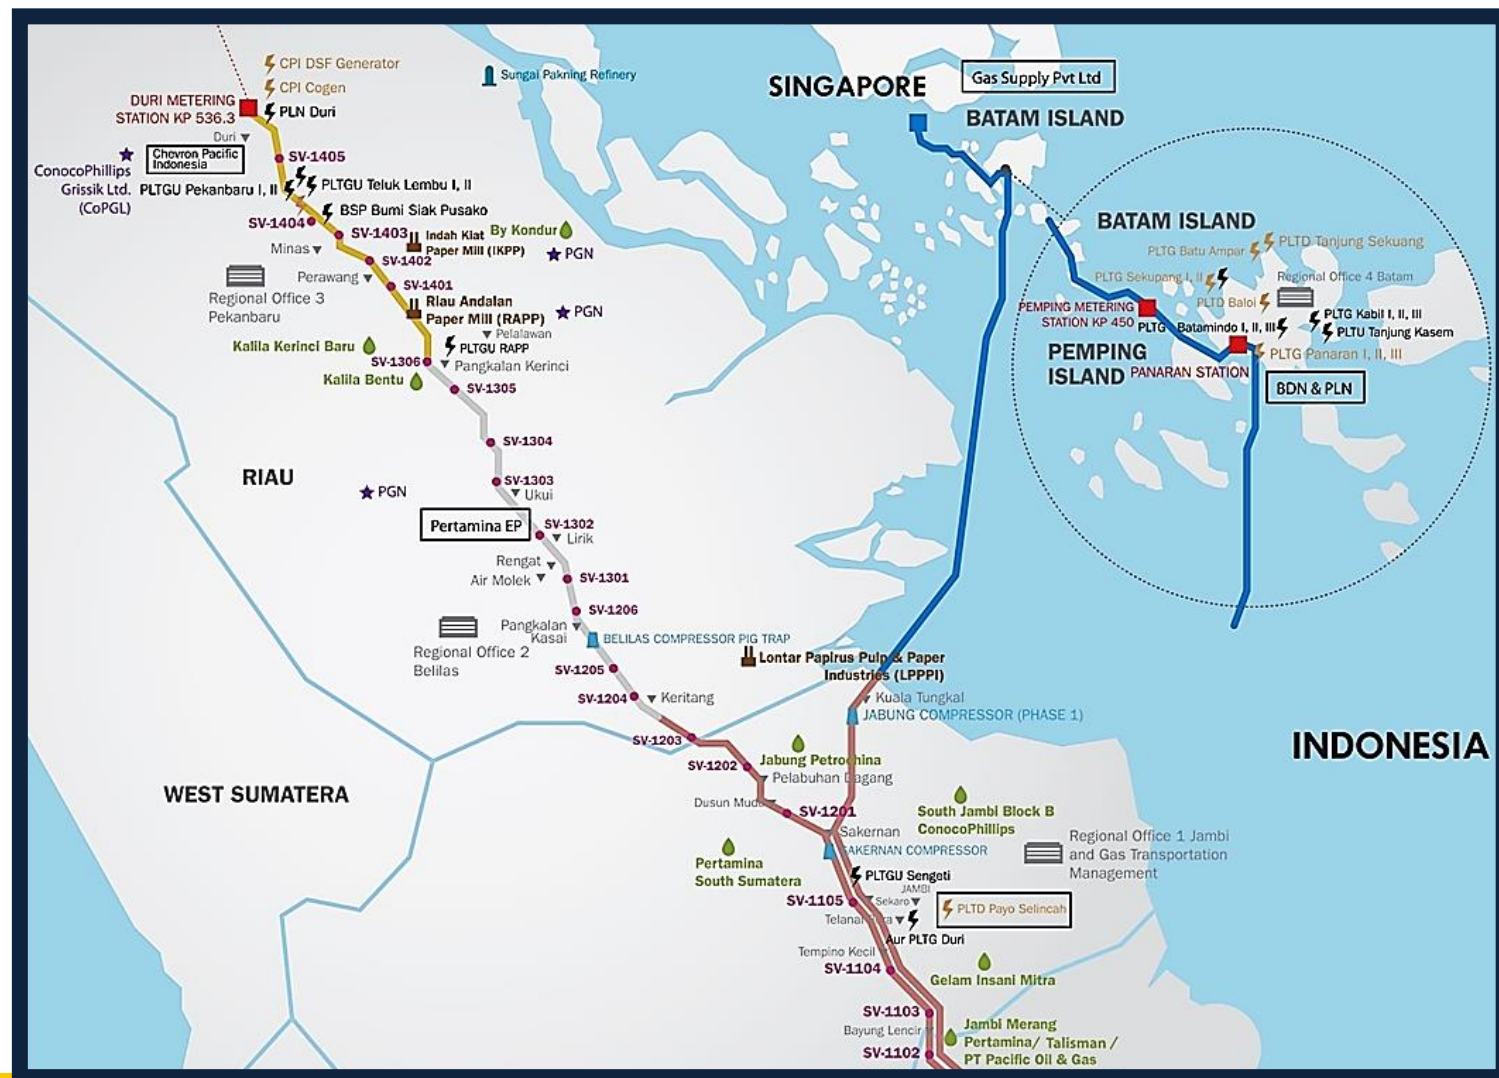 CPI DSF Generator
CPI Cogen
DURI METERING
STATION KP 536.3
PLN Duri
Duri
SV-1405
Chevron Pacific
Indonesia
ConocoPhillips
Grissik Ltd.
(CoPGL)
PLTGU Pekanbaru I, II
PLTGU Teluk Lembu I, II
BSP Bumi Siak Pusako
SV-1404
SV-1403
Minas
Indah Kiat
Paper Mill (IKPP)
By Kondur
PGN
SV-1402
Perawang
SV-1401
Regional Office 3
Pekanbaru
Riau Andalan
Paper Mill (RAPP)
PGN
Pelalawan
PLTGU RAPP
Kalila Kerinci Baru
SV-1306
Pangkalan Kerinci
Kalila Bentu
SV-1305
SV-1304
RIAU
SV-1303
PGN
Ukui
Pertamina EP
SV-1302
Lirik
Rengat
Air Molek
SV-1301
SV-1206
Pangkalan
Kasai
BELILAS COMPRESSOR PIG TRAP
Regional Office 2
Belilas
SV-1205
SV-1204
Keritang
SV-1203
SV-1202
WEST SUMATERA
Sungai Pakning Refinery
SINGAPORE
Gas Supply Pvt Ltd
BATAM ISLAND
BATAM ISLAND
PLTG Batu Ampar
PLTD Tanjung Sekuang
PLTG Sekupang I, II
Regional Office 4 Batam
PLTD Baloi
PEMPING METERING
STATION KP 450
PLTG Batamindo I, II, III
PLTG Kabil I, II, III
PLTU Tanjung Kasem
PEMPING
ISLAND
PANARAN STATION
PLTG Panaran I, II, III
BDN & PLN
Lontar Papirus Pulp & Paper
Industries (LPPPI)
Kuala Tungkal
JABUNG COMPRESSOR (PHASE 1)
INDONESIA
Jabung Petrochina
Pelabuhan Dagang
Dusun Muda
SV-1201
South Jambi Block B
ConocoPhillips
Sakernan
SAKERNAN COMPRESSOR
Regional Office 1 Jambi
and Gas Transportation
Management
Pertamina
South Sumatera
PLTGU Sengeti
JAMBI
SV-1105
Sekaro
PLTD Payo Selincah
Aur PLTG Duri
Tempino Kecil
SV-1104
Gelam Insani Mitra
SV-1103
Bayung Lencir
Jambi Merang
Pertamina/ Talisman /
PT Pacific Oil & Gas
SV-1102